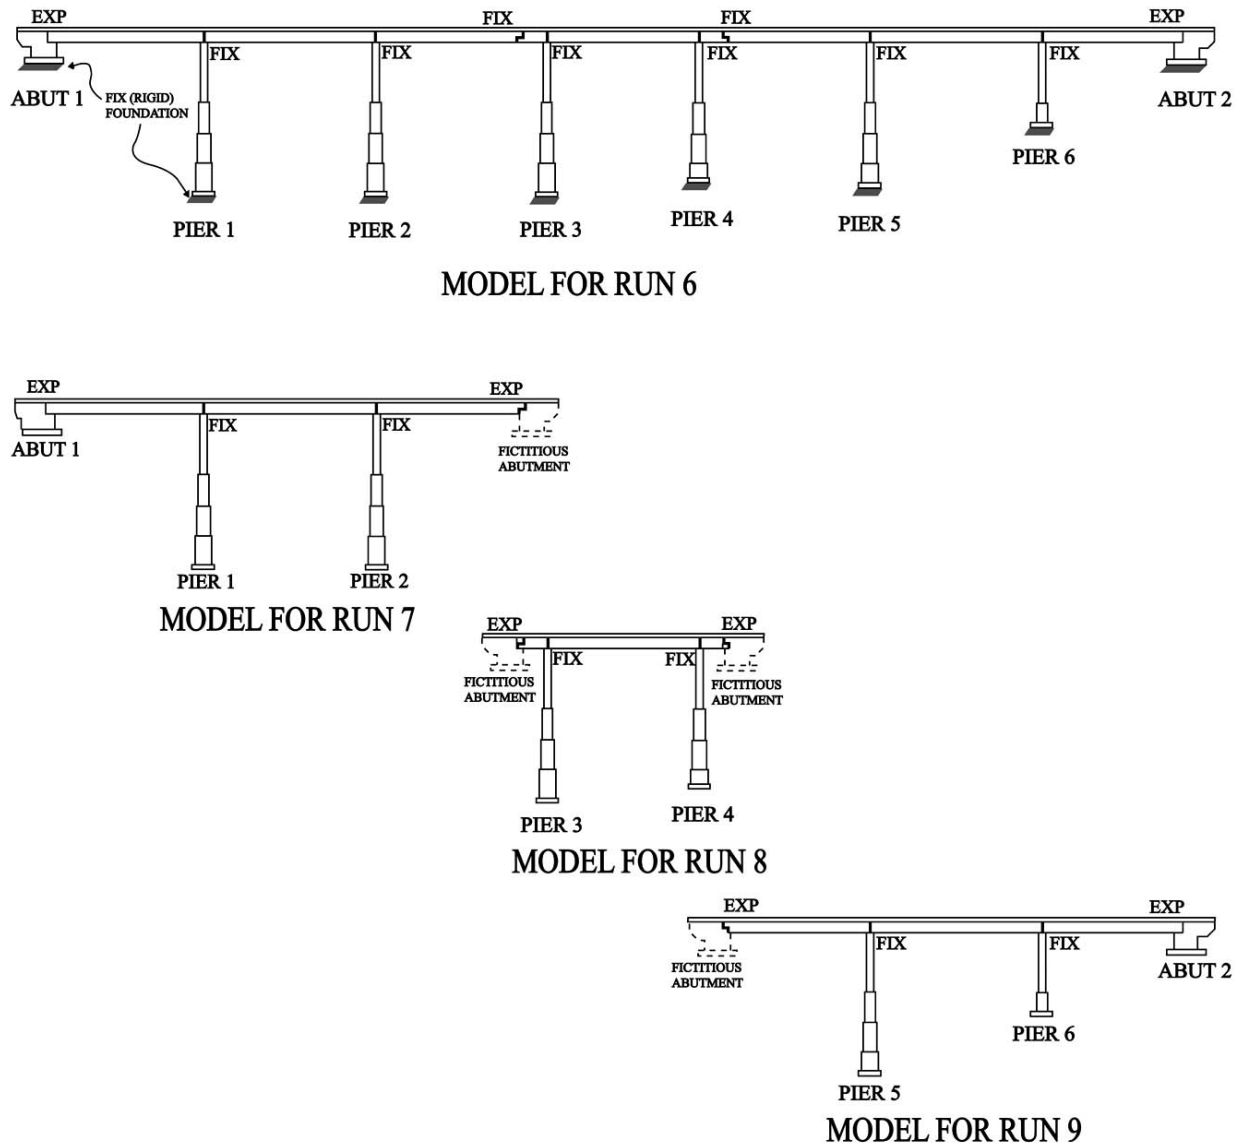 EXP
FIX
FIX
EXP
FIX
FIX
FIX
FIX
FIX
FIX
ABUT 1
FIX (RIGID)
FOUNDATION
ABUT 2
PIER 6
PIER 1
PIER 2
PIER 3
PIER 4
PIER 5
MODEL FOR RUN 6
EXP
EXP
FIX
FIX
ABUT 1
FICTITIOUS
ABUTMENT
PIER 1
PIER 2
MODEL FOR RUN 7
EXP
EXP
FIX
FIX
FICTITIOUS
ABUTMENT
FICTITIOUS
ABUTMENT
PIER 3
PIER 4
MODEL FOR RUN 8
EXP
EXP
FIX
FIX
FICTITIOUS
ABUTMENT
ABUT 2
PIER 6
PIER 5
MODEL FOR RUN 9